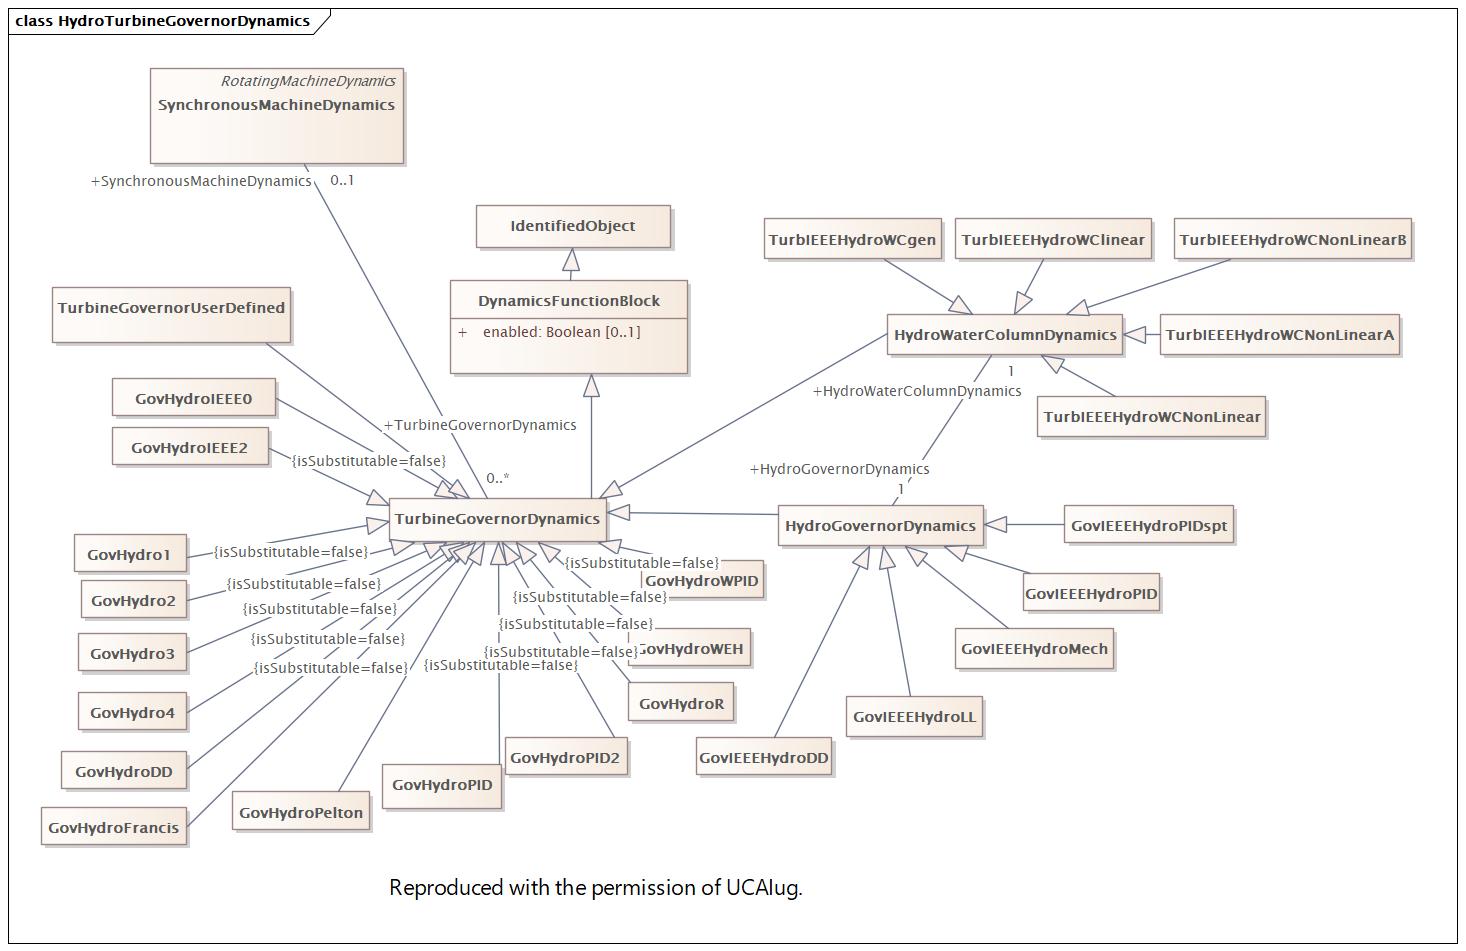 class HydroTurbineGovernorDynamics
RotatingMachineDynamics
SynchronousMachineDynamics
+SynchronousMachineDynamics 0..1
IdentifiedObject
TurbIEEEHydroWCgen
TurbIEEEHydroWClinear
TurbIEEEHydroWCNonLinearB
DynamicsFunctionBlock
+ enabled: Boolean [0..1]
TurbineGovernorUserDefined
HydroWaterColumnDynamics
TurbIEEEHydroWCNonLinearA
1
+HydroWaterColumnDynamics
TurbIEEEHydroWCNonLinear
GovHydroIEEE0
GovHydroIEEE2
+TurbineGovernorDynamics
{isSubstitutable=false}
0..*
+HydroGovernorDynamics
1
TurbineGovernorDynamics
HydroGovernorDynamics
GovIEEEHydroPIDspt
GovHydro1
{isSubstitutable=false}
{isSubstitutable=false}
GovHydroWPID
GovHydro2
{isSubstitutable=false}
{isSubstitutable=false}
GovIEEEHydroPID
{isSubstitutable=false}
{isSubstitutable=false}
GovHydro3
{isSubstitutable=false}
{isSubstitutable=false}
GovHydroWEH
GovIEEEHydroMech
{isSubstitutable=false}
{isSubstitutable=false}
GovHydro4
GovHydroR
GovIEEEHydroLL
GovHydroDD
GovHydroPID
GovHydroPID2
GovIEEEHydroDD
GovHydroFrancis
GovHydroPelton
Reproduced with the permission of UCAIug.